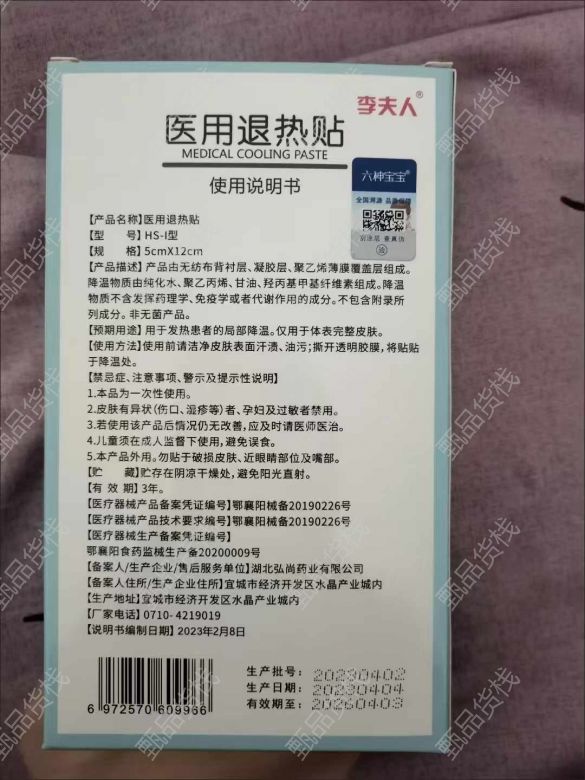 李夫人®
医用退热贴
MEDICAL COOLING PASTE
使用说明书
六神宝宝®
全国溯源 品质保障
刮涂层 查真伪
【产品名称】医用退热贴
【型 号】HS-I型
【规 格】5cmX12cm
【产品描述】产品由无纺布背衬层、凝胶层、聚乙烯薄膜覆盖层组成。
降温物质由纯化水、聚乙丙烯、甘油、羟丙基甲基纤维素组成。降温
物质不含发挥药理学、免疫学或者代谢作用的成分。不包含附录所
列成分。非无菌产品。
【预期用途】用于发热患者的局部降温。仅用于体表完整皮肤。
【使用方法】使用前请洁净皮肤表面汗渍、油污;撕开透明胶膜,将贴贴
于降温处。
【禁忌症、注意事项、警示及提示性说明】
1.本品为一次性使用。
2.皮肤有异状(伤口、湿疹等)者、孕妇及过敏者禁用。
3.若使用该产品后情况仍无改善,应及时请医师医治。
4.儿童须在成人监督下使用,避免误食。
5.本产品外用。勿贴于破损皮肤、近眼睛部位及嘴部。
【贮 藏】贮存在阴凉干燥处,避免阳光直射。
【有 效 期】3年。
【医疗器械产品备案凭证编号】鄂襄阳械备20190226号
【医疗器械产品技术要求编号】鄂襄阳械备20190226号
【医疗器械生产备案凭证编号】
鄂襄阳食药监械生产备20200009号
【备案人/生产企业/售后服务单位】湖北弘尚药业有限公司
【备案人住所/生产企业住所】宜城市经济开发区水晶产业城内
【生产地址】宜城市经济开发区水晶产业城内
【厂家电话】0710-4219019
【说明书编制日期】2023年2月8日
生产批号: 20230402
生产日期: 20230404
有效期至: 20260403
6 972570 609966
甄品货栈